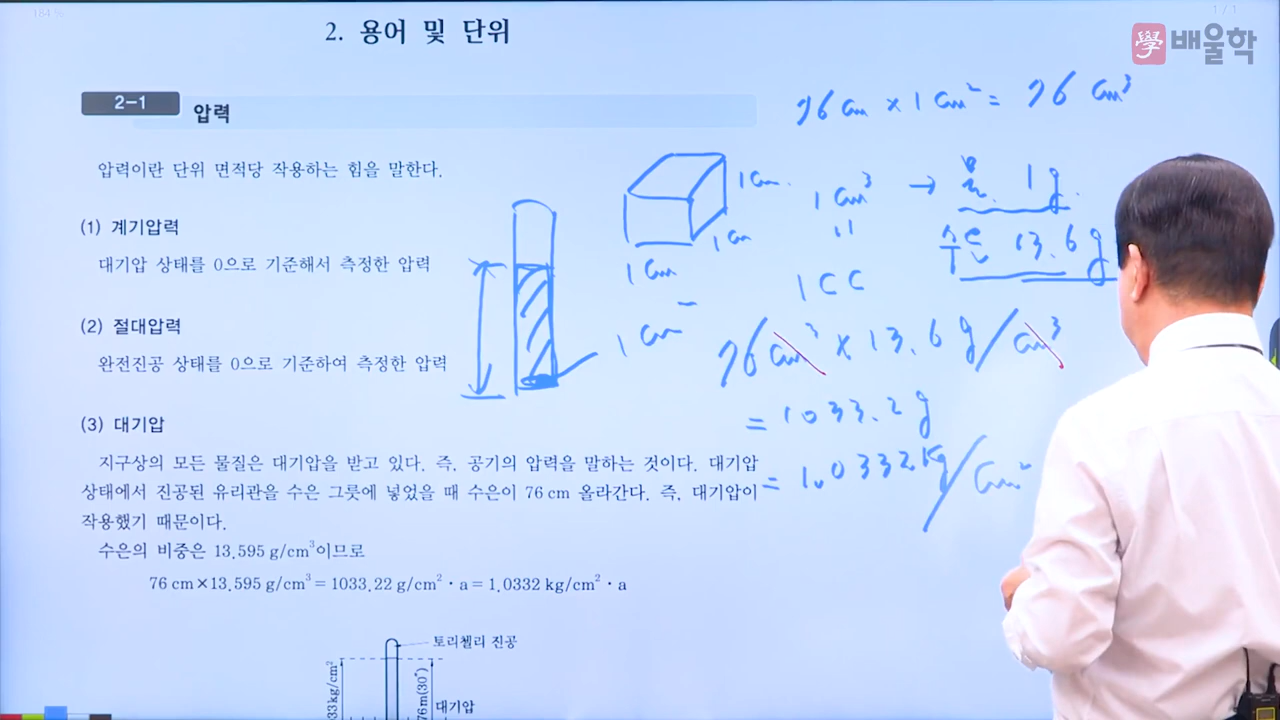 184 %
1 / 1
2. 용어 및 단위
學 배울학
2-1 압력
압력이란 단위 면적당 작용하는 힘을 말한다.
(1) 계기압력
대기압 상태를 0으로 기준해서 측정한 압력
(2) 절대압력
완전진공 상태를 0으로 기준하여 측정한 압력
(3) 대기압
지구상의 모든 물질은 대기압을 받고 있다. 즉, 공기의 압력을 말하는 것이다. 대기압
상태에서 진공된 유리관을 수은 그릇에 넣었을 때 수은이 76 cm 올라간다. 즉, 대기압이
작용했기 때문이다.
수은의 비중은 13.595 g/cm³이므로
76 cm×13.595 g/cm³ = 1033.22 g/cm²·a = 1.0332 kg/cm²·a
토리첼리 진공
33 kg/cm²
76 m(30°)
대기압
76 cm × 1 cm² = 76 cm³
1 cm
1 cm
1 cm
1 cm³ → 물 1 g
수은 13.6 g
1 CC
1 cm²
76 cm³ × 13.6 g/cm³
= 1033.2 g
= 1.0332 kg/cm²